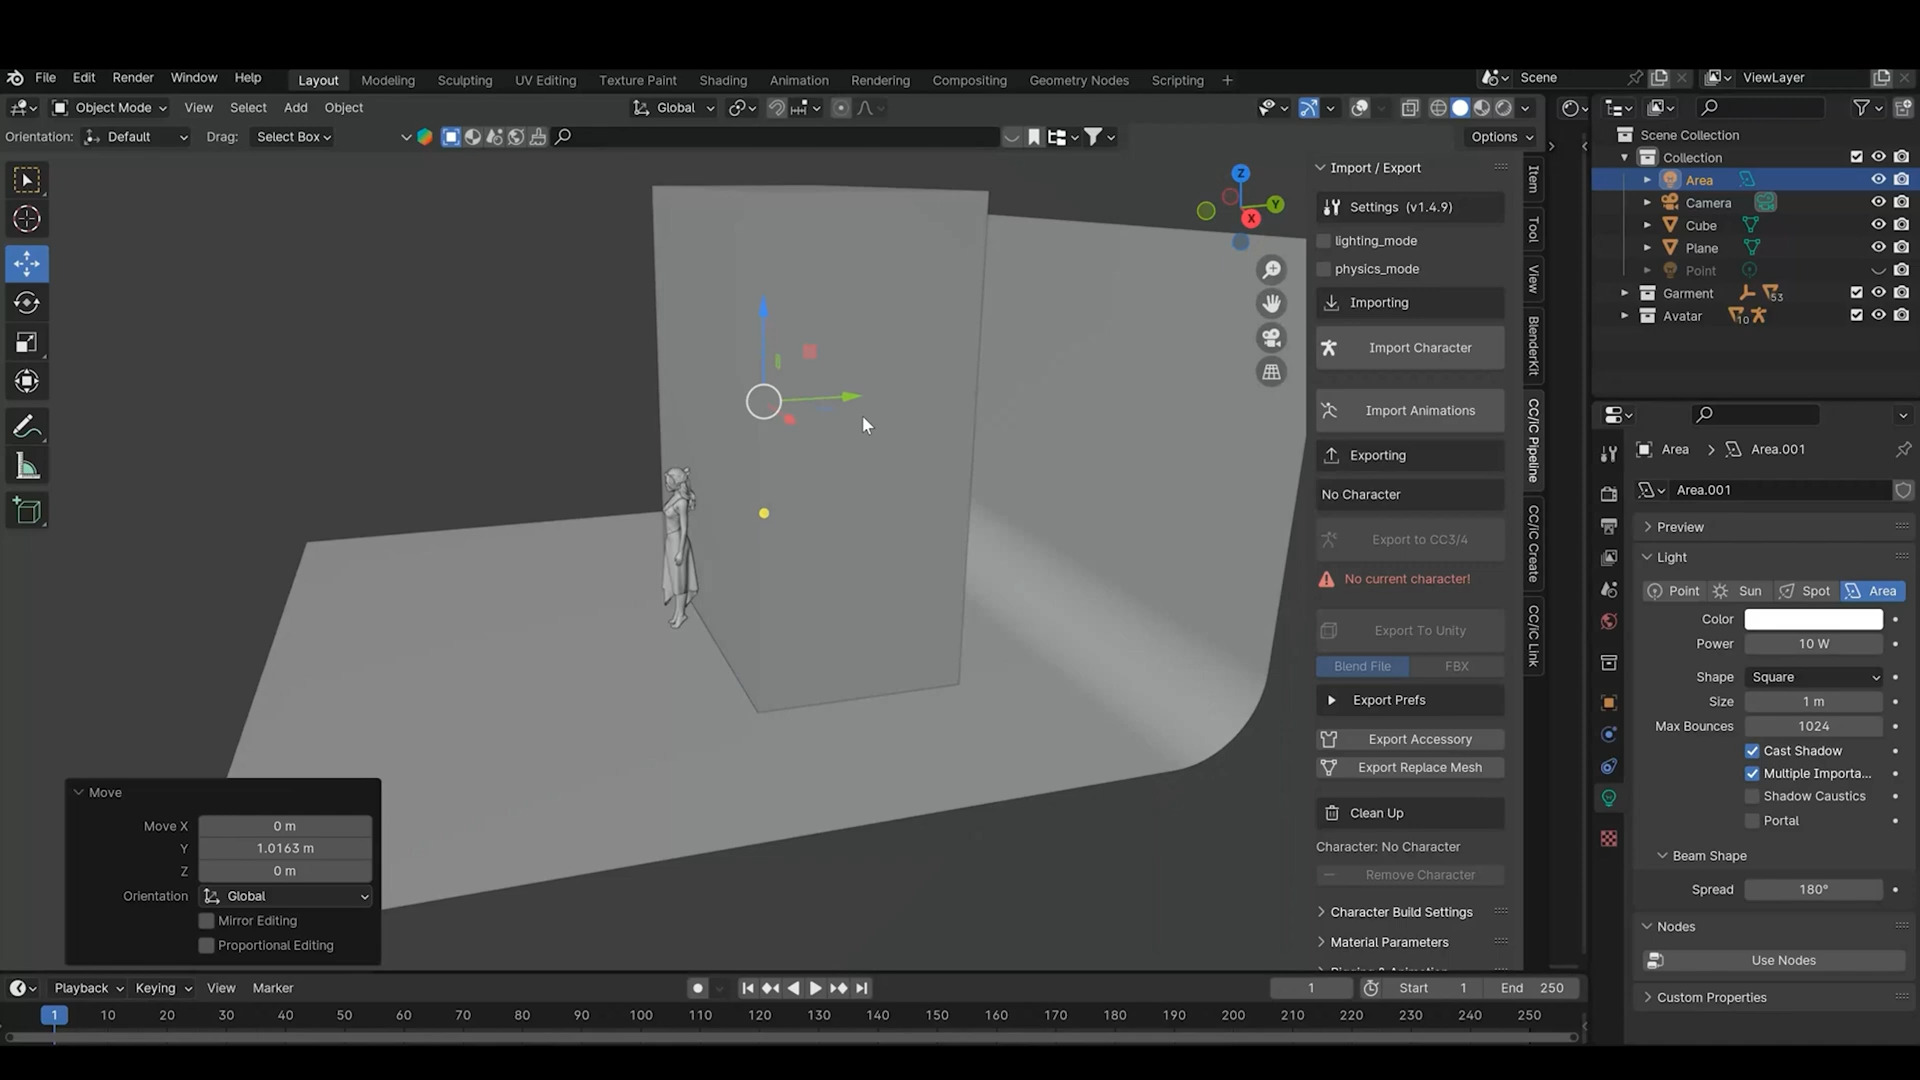 File Edit Render Window Help Layout Modeling Sculpting UV Editing Texture Paint Shading Animation Rendering Compositing Geometry Nodes Scripting + Scene ViewLayer
Object Mode View Select Add Object Global
Orientation: Default Drag: Select Box Options
Scene Collection
Collection
Area
Camera
Cube
Plane
Point
Garment 53
Avatar 10
Z
Y
X
Import / Export
Settings (v1.4.9)
lighting_mode
physics_mode
Importing
Import Character
Import Animations
Exporting
No Character
Export to CC3/4
No current character!
Export To Unity
Blend File FBX
Export Prefs
Export Accessory
Export Replace Mesh
Clean Up
Character: No Character
Remove Character
Character Build Settings
Material Parameters
Item
Tool
View
BlenderKit
CC/iC Pipeline
CC/iC Create
CC/iC Link
Area Area.001
Area.001
Preview
Light
Point Sun Spot Area
Color
Power 10 W
Shape Square
Size 1 m
Max Bounces 1024
Cast Shadow
Multiple Importa...
Shadow Caustics
Portal
Beam Shape
Spread 180°
Nodes
Use Nodes
Custom Properties
Move
Move X 0 m
Y 1.0163 m
Z 0 m
Orientation Global
Mirror Editing
Proportional Editing
Playback Keying View Marker 1 Start 1 End 250
1 10 20 30 40 50 60 70 80 90 100 110 120 130 140 150 160 170 180 190 200 210 220 230 240 250